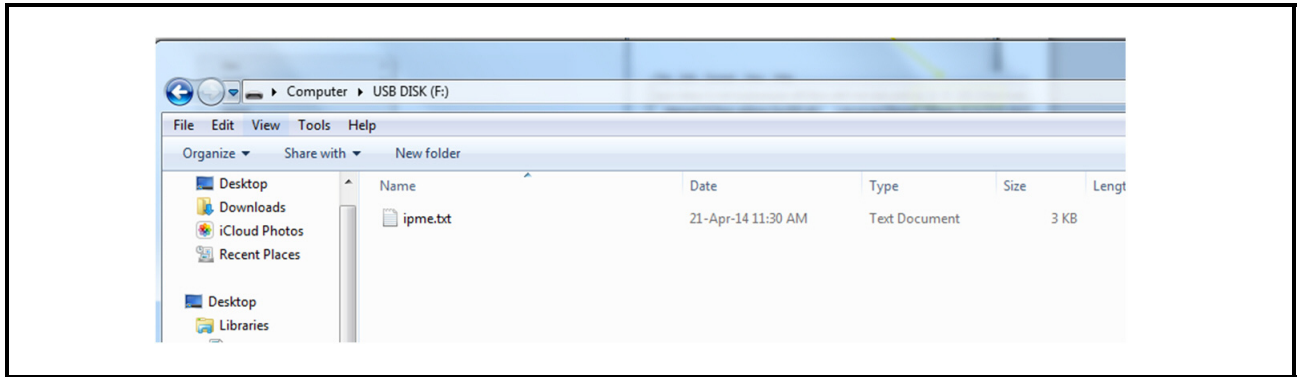 Computer ▸ USB DISK (F:)
File Edit View Tools Help
Organize ▾ Share with ▾ New folder
Desktop
Downloads
iCloud Photos
Recent Places
Desktop
Libraries
Name Date Type Size Lengt
ipme.txt 21-Apr-14 11:30 AM Text Document 3 KB